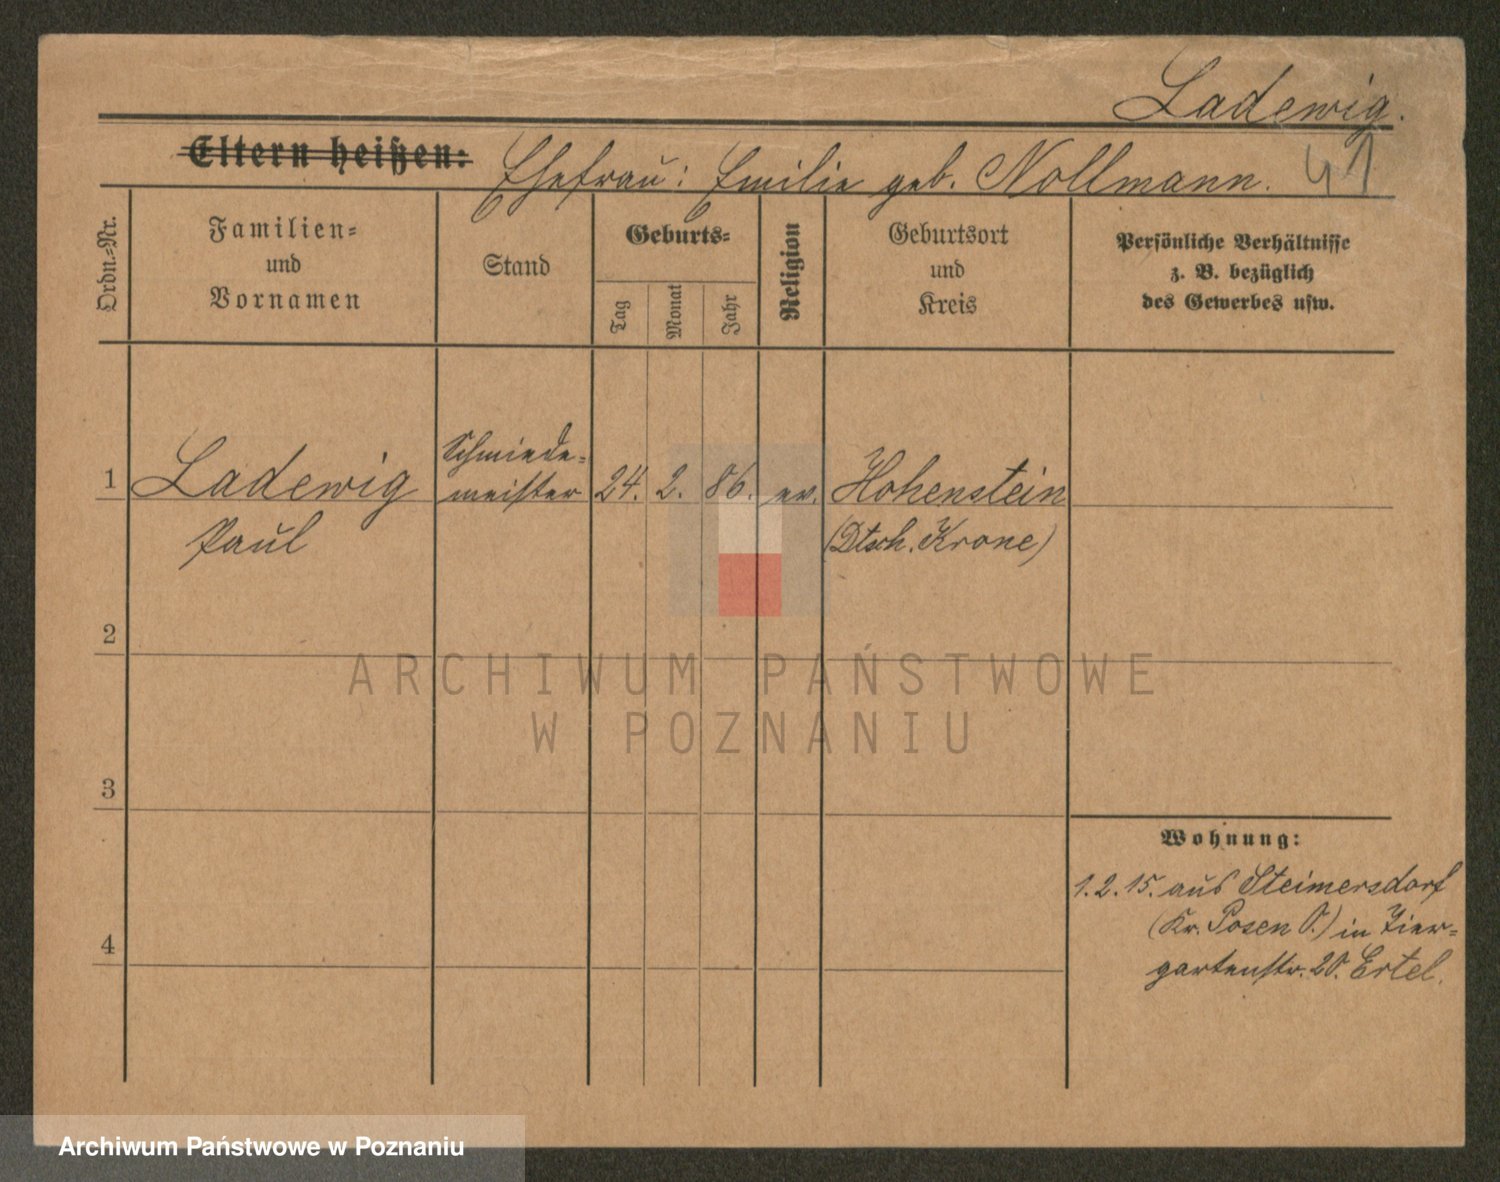 Ladewig.
Eltern heißen: Ehefrau: Emilie geb. Nollmann. 41
Ordn.-Nr.
Familien-
und
Vornamen
Stand
Geburts-
Tag
Monat
Jahr
Religion
Geburtsort
und
Kreis
Persönliche Verhältnisse
z. B. bezüglich
des Gewerbes usw.
1 Ladewig Schmiede-
meister 24. 2. 86. ev. Hohenstein
Paul (Dtsch. Krone)
2
ARCHIWUM PAŃSTWOWE
W POZNANIU
3
Wohnung:
1.2.15. aus Steimersdorf
(Kr. Posen O.) in Tier-
4
gartenstr. 20. Ertel.
Archiwum Państwowe w Poznaniu